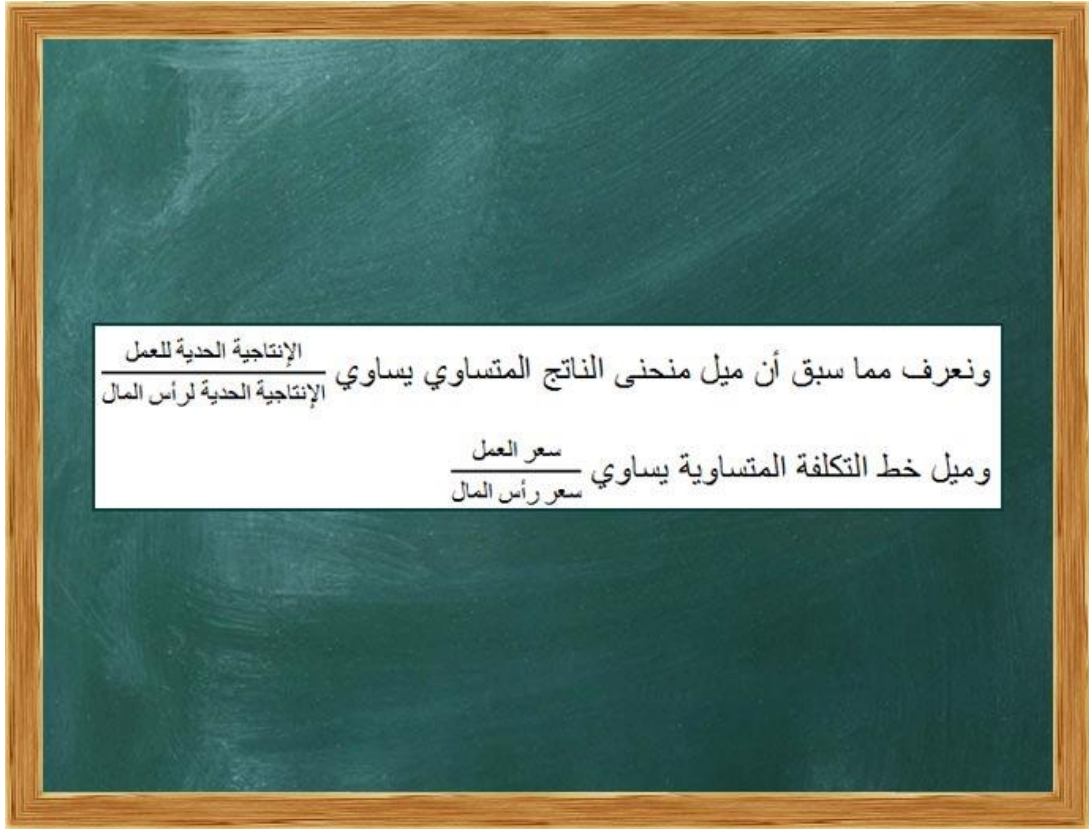 ونعرف مما سبق أن ميل منحنى الناتج المتساوي يساوي الإنتاجية الحدية للعمل / الإنتاجية الحدية لرأس المال
وميل خط التكلفة المتساوية يساوي سعر العمل / سعر رأس المال